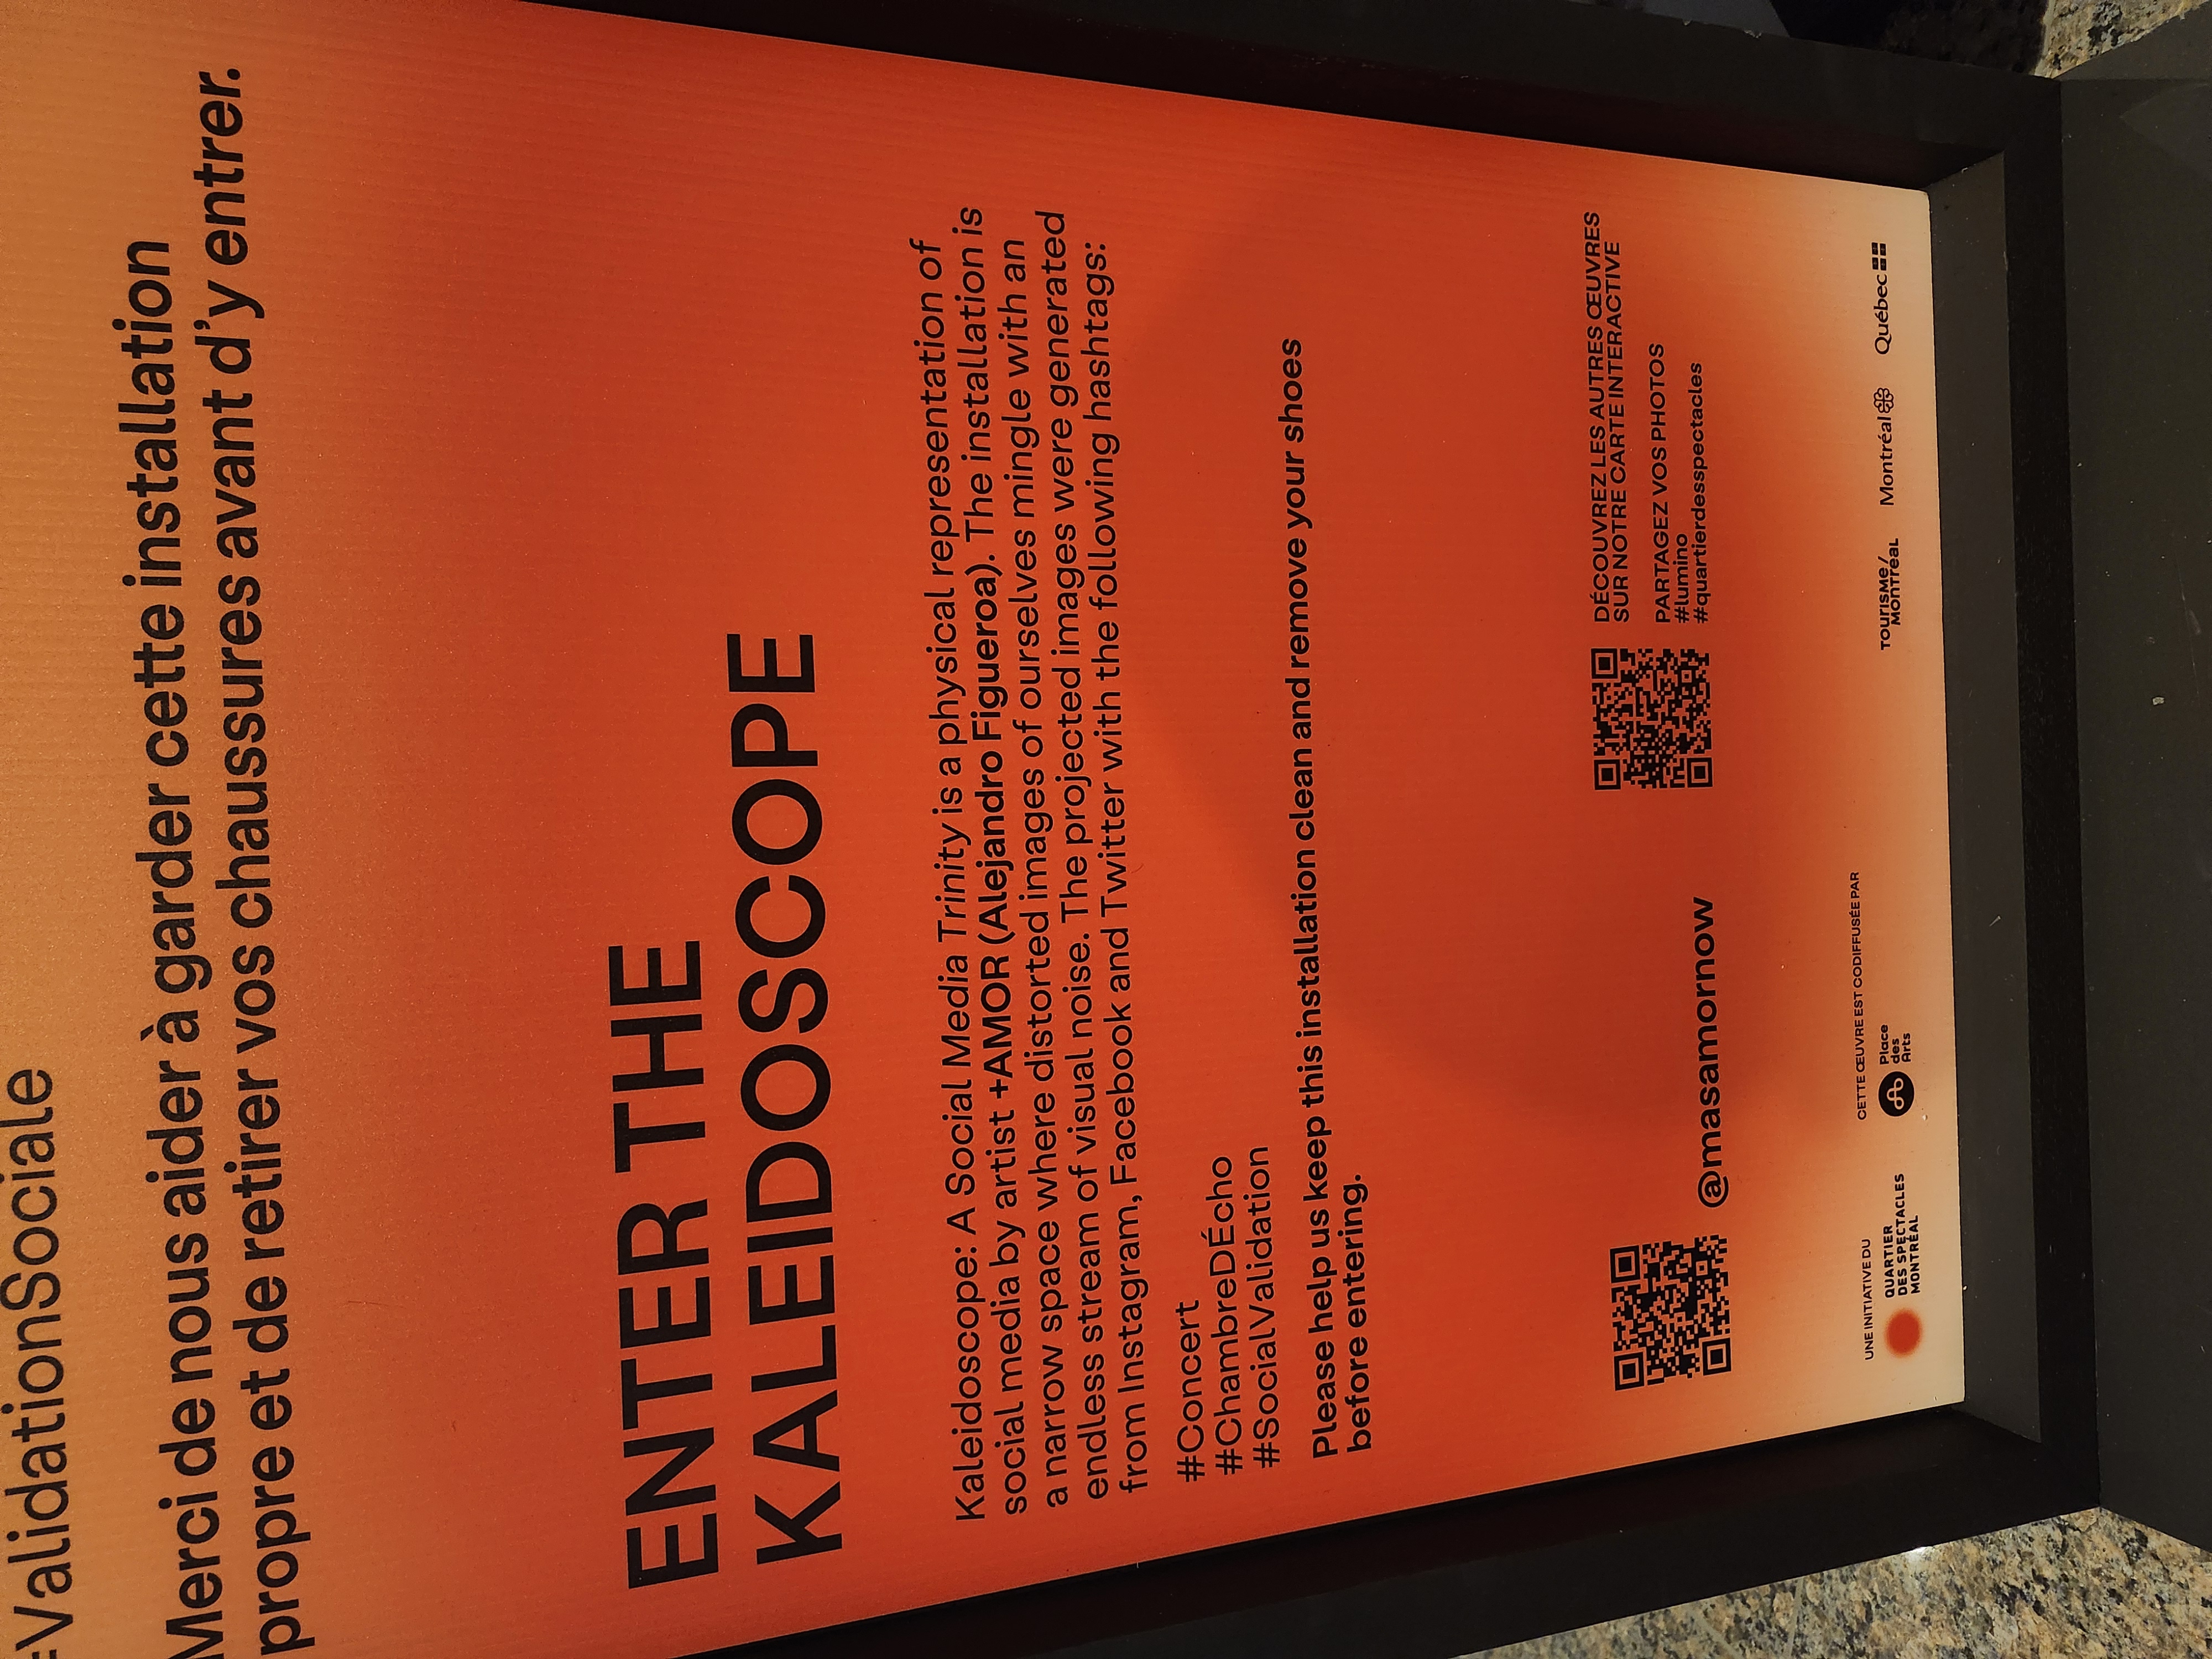 #ValidationSociale
Merci de nous aider à garder cette installation
propre et de retirer vos chaussures avant d'y entrer.
ENTER THE
KALEIDOSCOPE
Kaleidoscope: A Social Media Trinity is a physical representation of
social media by artist +AMOR (Alejandro Figueroa). The installation is
a narrow space where distorted images of ourselves mingle with an
endless stream of visual noise. The projected images were generated
from Instagram, Facebook and Twitter with the following hashtags:
#Concert
#ChambreDÉcho
#SocialValidation
Please help us keep this installation clean and remove your shoes
before entering.
@masamornow
DÉCOUVREZ LES AUTRES ŒUVRES
SUR NOTRE CARTE INTERACTIVE
PARTAGEZ VOS PHOTOS
#lumino
#quartierdesspectacles
UNE INITIATIVE DU
QUARTIER
DES SPECTACLES
MONTRÉAL
CETTE ŒUVRE EST CODIFFUSÉE PAR
Place
des
Arts
TOURISME/
MONTRÉAL
Montréal
Québec